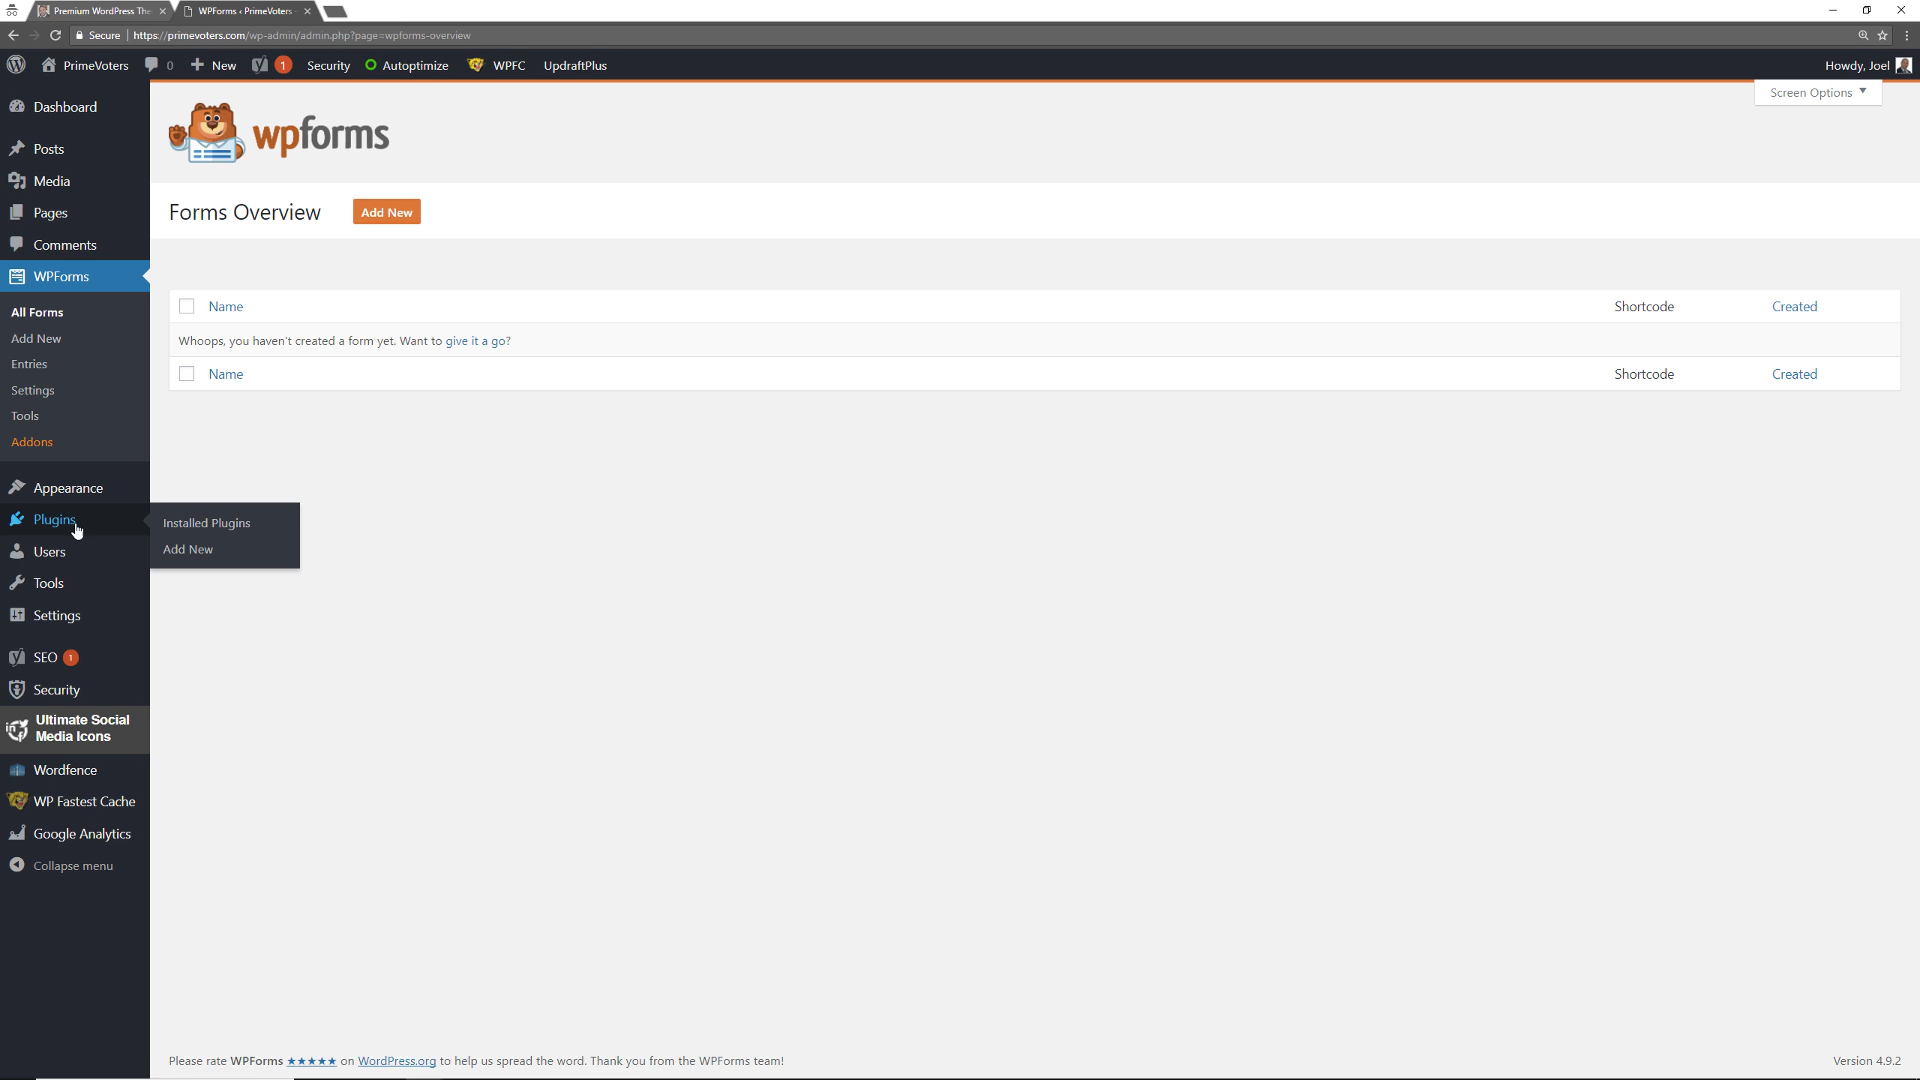 Premium WordPress The
WPForms ‹ PrimeVoters
Secure https://primevoters.com/wp-admin/admin.php?page=wpforms-overview
PrimeVoters 0 New 1 Security Autoptimize WPFC UpdraftPlus Howdy, Joel
Screen Options
Dashboard
Posts
Media
Pages
Comments
WPForms
All Forms
Add New
Entries
Settings
Tools
Addons
Appearance
Plugins
Installed Plugins
Add New
Users
Tools
Settings
SEO 1
Security
Ultimate Social
Media Icons
Wordfence
WP Fastest Cache
Google Analytics
Collapse menu
wpforms
Forms Overview Add New
Name Shortcode Created
Whoops, you haven't created a form yet. Want to give it a go?
Name Shortcode Created
Please rate WPForms ★★★★★ on WordPress.org to help us spread the word. Thank you from the WPForms team!
Version 4.9.2